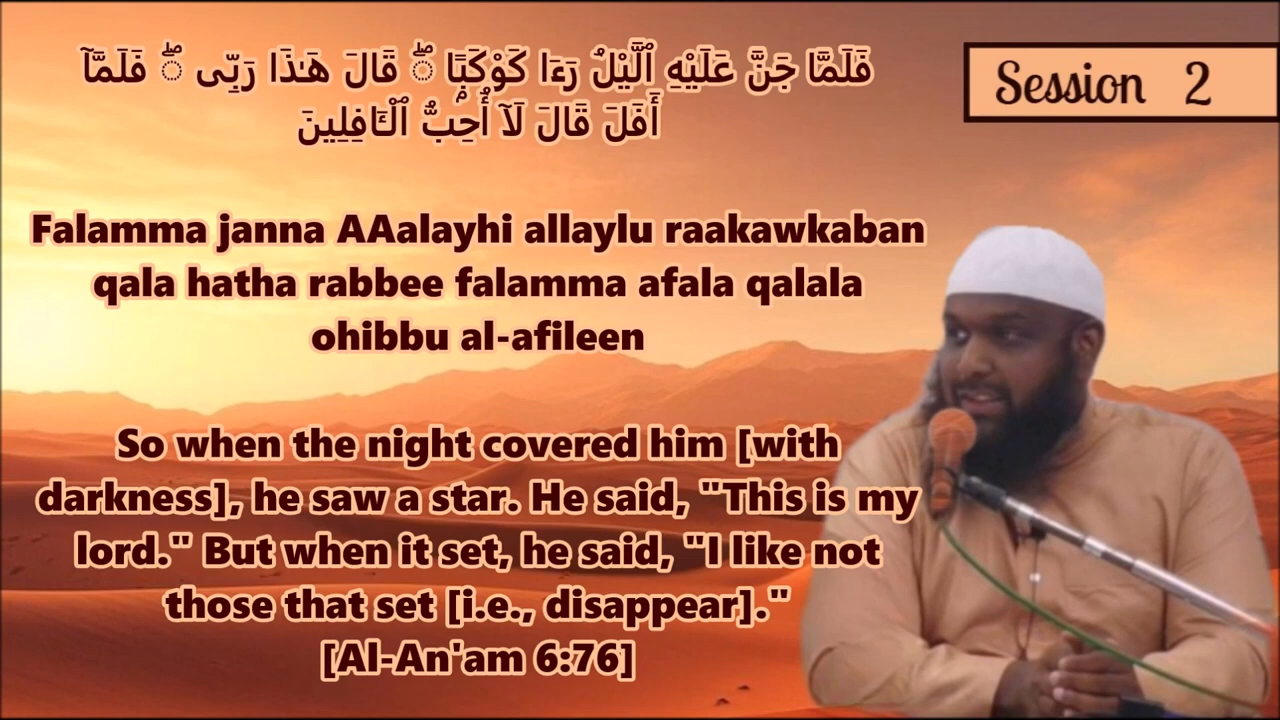 فَلَمَّا جَنَّ عَلَيْهِ ٱلَّيْلُ رَءَا كَوْكَبًۭا ۖ قَالَ هَـٰذَا رَبِّى ۖ فَلَمَّآ
أَفَلَ قَالَ لَآ أُحِبُّ ٱلْـَٔافِلِينَ
Session 2
Falamma janna AAalayhi allaylu raakawkaban
qala hatha rabbee falamma afala qalala
ohibbu al-afileen
So when the night covered him [with
darkness], he saw a star. He said, "This is my
lord." But when it set, he said, "I like not
those that set [i.e., disappear]."
[Al-An'am 6:76]